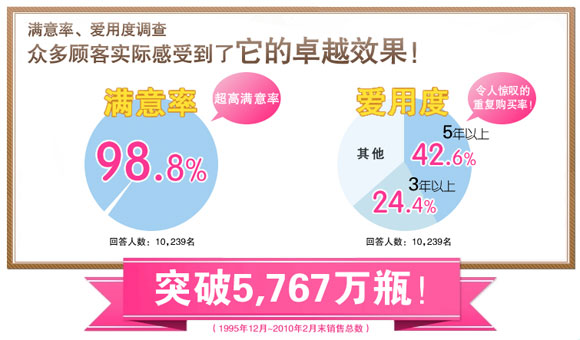 满意率、爱用度调查
众多顾客实际感受到了它的卓越效果！
满意率
超高满意率
98.8%
回答人数：10,239名
爱用度
令人惊叹的
重复购买率！
5年以上
42.6%
其他
3年以上
24.4%
回答人数：10,239名
突破5,767万瓶！
（1995年12月~2010年2月末销售总数）